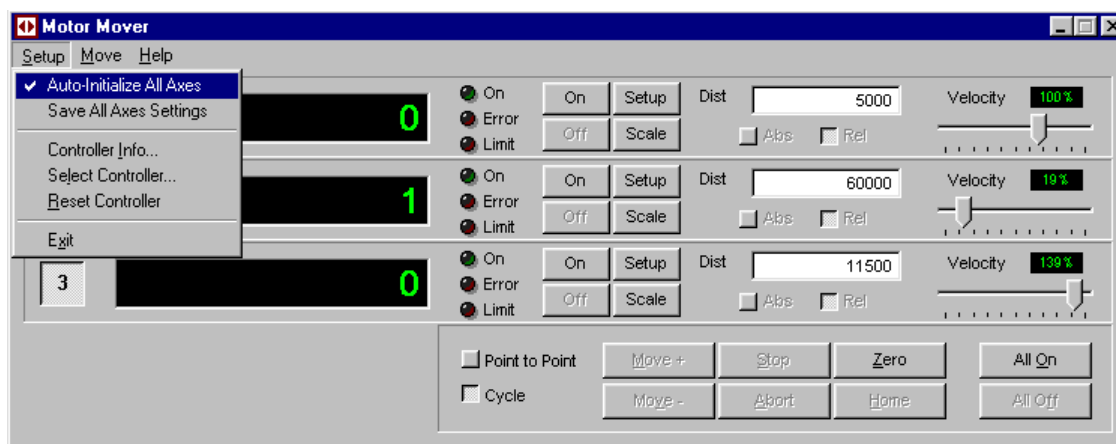 Motor Mover
Setup Move Help
Auto-Initialize All Axes
Save All Axes Settings
Controller Info...
Select Controller...
Reset Controller
Exit
0 On Error Limit On Off Setup Scale Dist 5000 Abs Rel Velocity 100%
1 On Error Limit On Off Setup Scale Dist 60000 Abs Rel Velocity 19%
3 0 On Error Limit On Off Setup Scale Dist 11500 Abs Rel Velocity 139%
Point to Point Move + Stop Zero All On
Cycle Move - Abort Home All Off